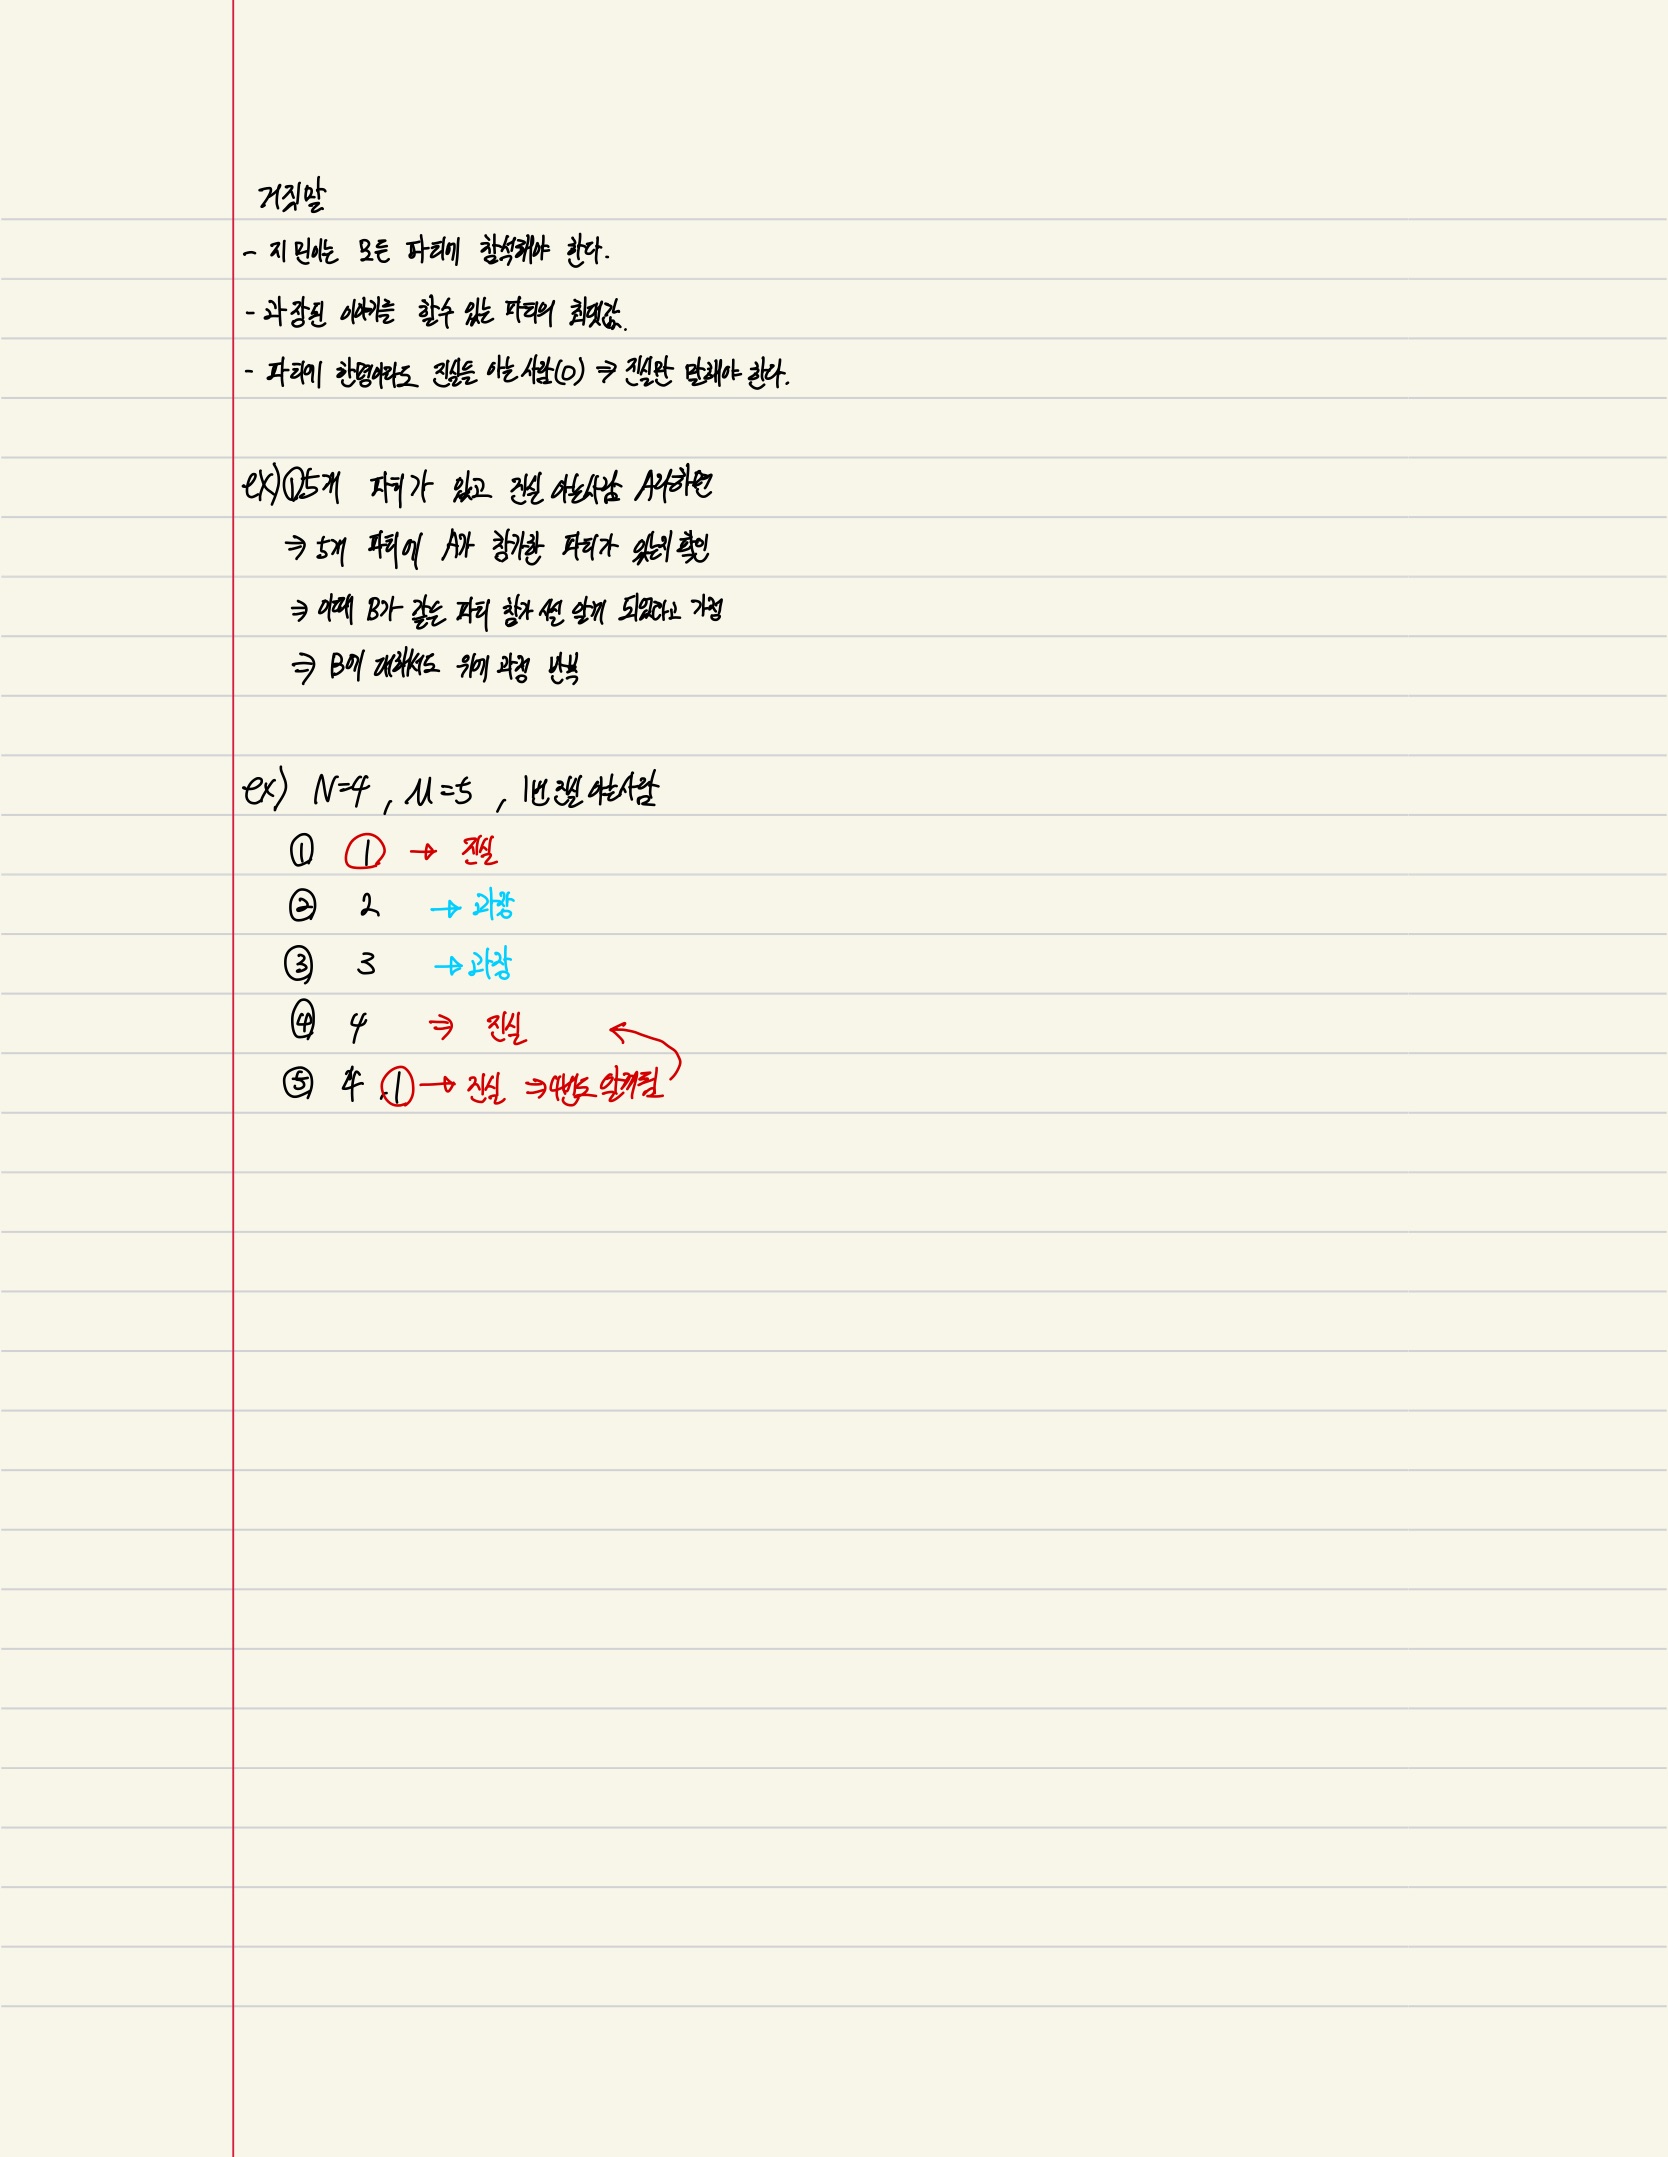 거짓말
- 지민이는 모든 파티에 참석해야 한다.
- 과장된 이야기를 할수 있는 파티의 최댓값.
- 파티에 한명이라도 진실을 아는 사람(O) ⇒ 진실만 말해야 한다.
ex) ① 5개 파티가 있고 진실 아는사람 A라하면
⇒ 5개 파티에 A가 참가한 파티가 있는지 확인
⇒ 이때 B가 같은 파티 참가 알게 되었다고 가정
⇒ B에 대해서도 위에 과정 반복
ex) N=4, M=5, 1번 진실 아는사람
① 1 → 진실
② 2 → 과장
③ 3 → 과장
④ 4 ⇒ 진실
⑤ 4, 1 → 진실 ⇒ 4번도 알게됨